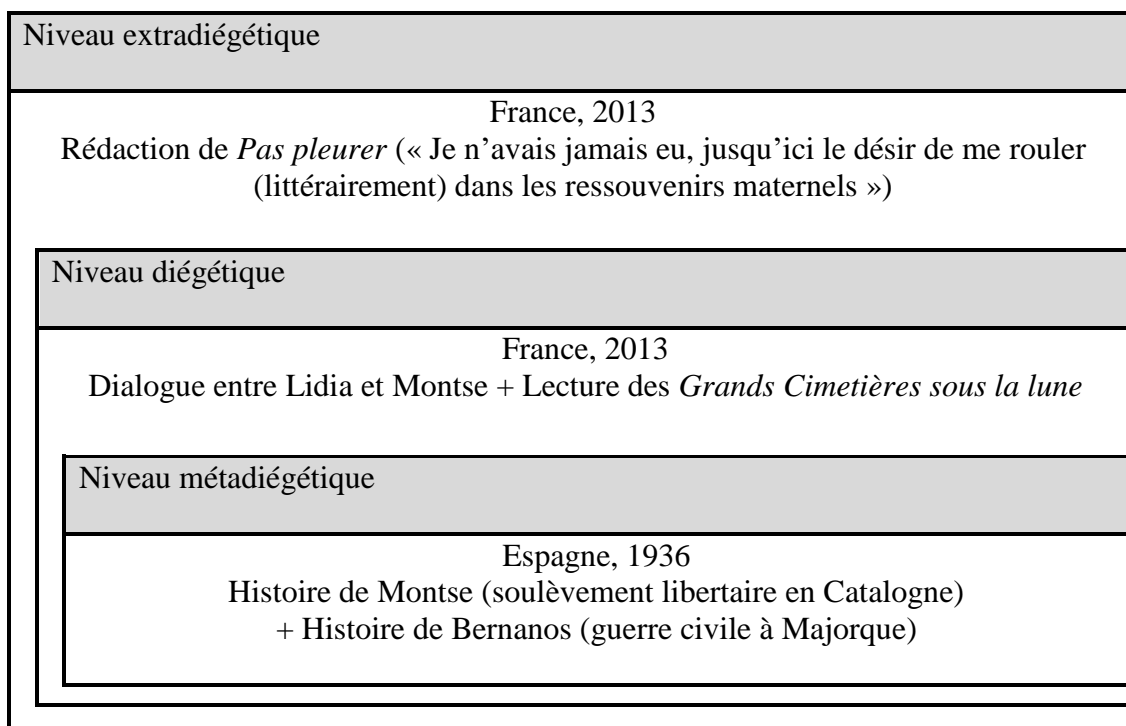 Niveau extradiégétique
France, 2013
Rédaction de Pas pleurer (« Je n’avais jamais eu, jusqu’ici le désir de me rouler
(littérairement) dans les ressouvenirs maternels »)
Niveau diégétique
France, 2013
Dialogue entre Lidia et Montse + Lecture des Grands Cimetières sous la lune
Niveau métadiégétique
Espagne, 1936
Histoire de Montse (soulèvement libertaire en Catalogne)
+ Histoire de Bernanos (guerre civile à Majorque)